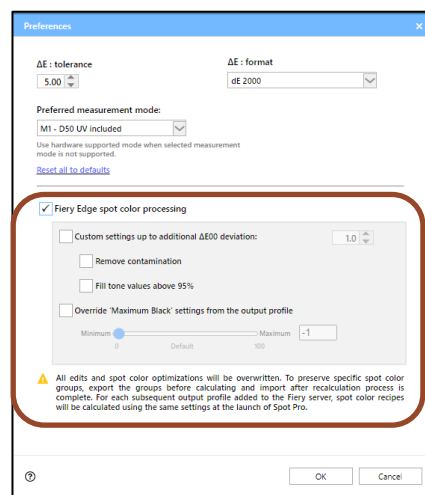 Preferences
ΔE : tolerance
ΔE : format
5.00
dE 2000
Preferred measurement mode:
M1 - D50 UV included
Use hardware supported mode when selected measurement
mode is not supported.
Reset all to defaults
Fiery Edge spot color processing
Custom settings up to additional ΔE00 deviation:
1.0
Remove contamination
Fill tone values above 95%
Override 'Maximum Black' settings from the output profile
Minimum
Maximum
-1
0
Default
100
All edits and spot color optimizations will be overwritten. To preserve specific spot color
groups, export the groups before calculating and import after recalculation process is
complete. For each subsequent output profile added to the Fiery server, spot color recipes
will be calculated using the same settings at the launch of Spot Pro.
OK
Cancel